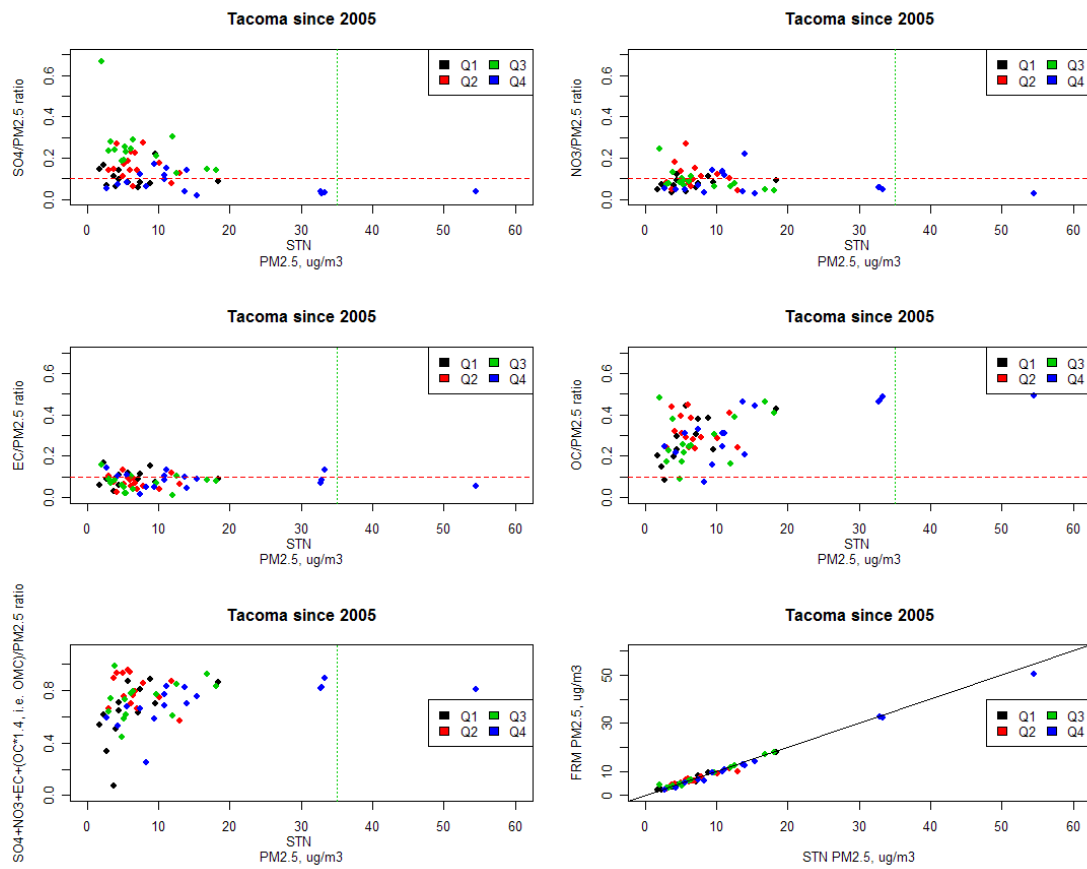 Tacoma since 2005
SO4/PM2.5 ratio
0.0 0.2 0.4 0.6
Q1 Q3
Q2 Q4
0 10 20 30 40 50 60
STN
PM2.5, ug/m3
Tacoma since 2005
NO3/PM2.5 ratio
0.0 0.2 0.4 0.6
Q1 Q3
Q2 Q4
0 10 20 30 40 50 60
STN
PM2.5, ug/m3
Tacoma since 2005
EC/PM2.5 ratio
0.0 0.2 0.4 0.6
Q1 Q3
Q2 Q4
0 10 20 30 40 50 60
STN
PM2.5, ug/m3
Tacoma since 2005
OC/PM2.5 ratio
0.0 0.2 0.4 0.6
Q1 Q3
Q2 Q4
0 10 20 30 40 50 60
STN
PM2.5, ug/m3
Tacoma since 2005
SO4+NO3+EC+(OC*1.4, i.e. OMC)/PM2.5 ratio
0.0 0.4 0.8
Q1 Q3
Q2 Q4
0 10 20 30 40 50 60
STN
PM2.5, ug/m3
Tacoma since 2005
FRM PM2.5, ug/m3
0 10 30 50
Q1 Q3
Q2 Q4
0 10 20 30 40 50 60
STN PM2.5, ug/m3